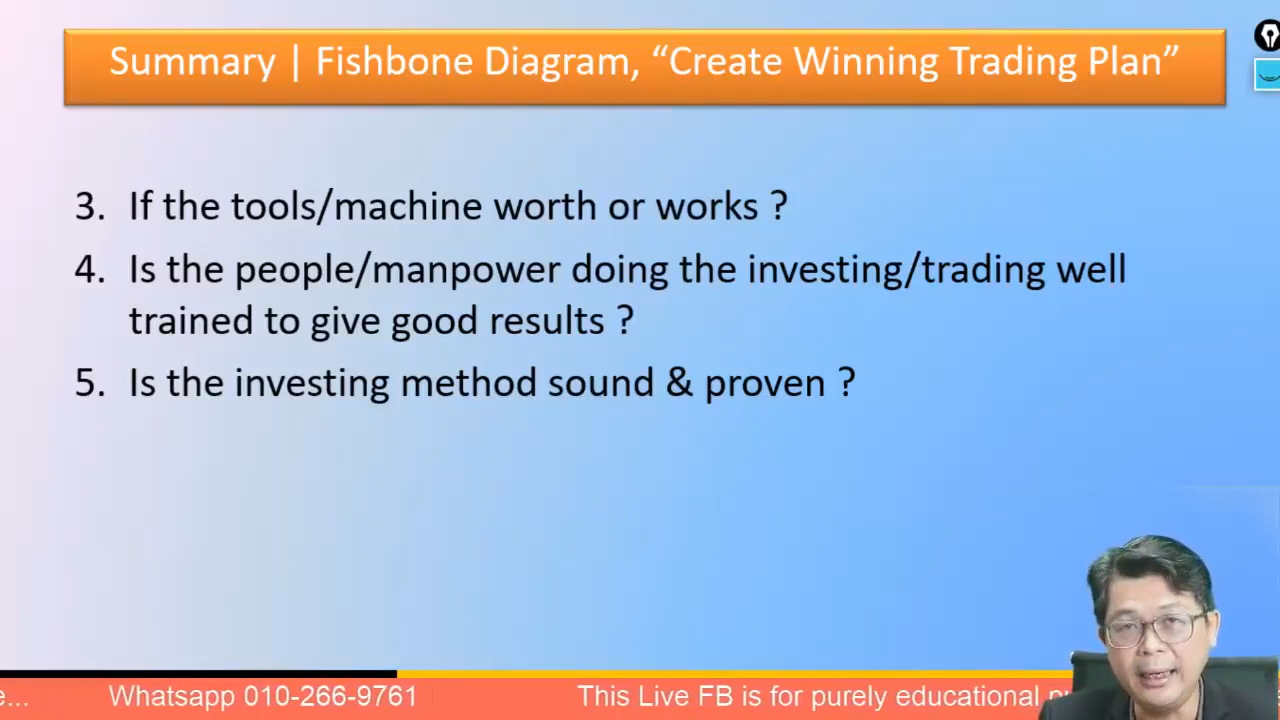 Summary | Fishbone Diagram, “Create Winning Trading Plan”
3. If the tools/machine worth or works ?
4. Is the people/manpower doing the investing/trading well
trained to give good results ?
5. Is the investing method sound & proven ?
e... Whatsapp 010-266-9761 This Live FB is for purely educational